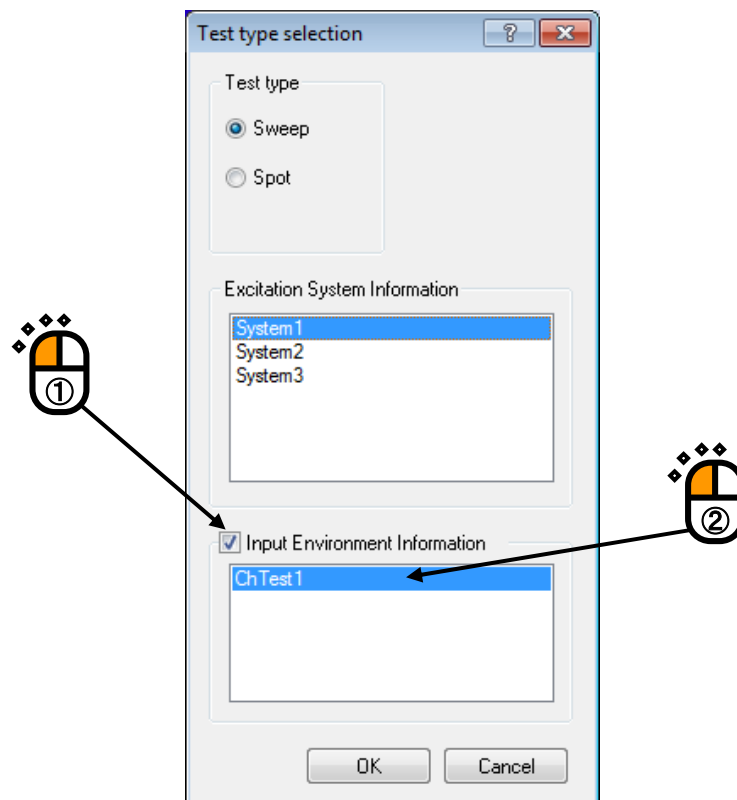 Test type selection
Test type
Sweep
Spot
Excitation System Information
System1
System2
System3
①
②
Input Environment Information
ChTest1
OK
Cancel